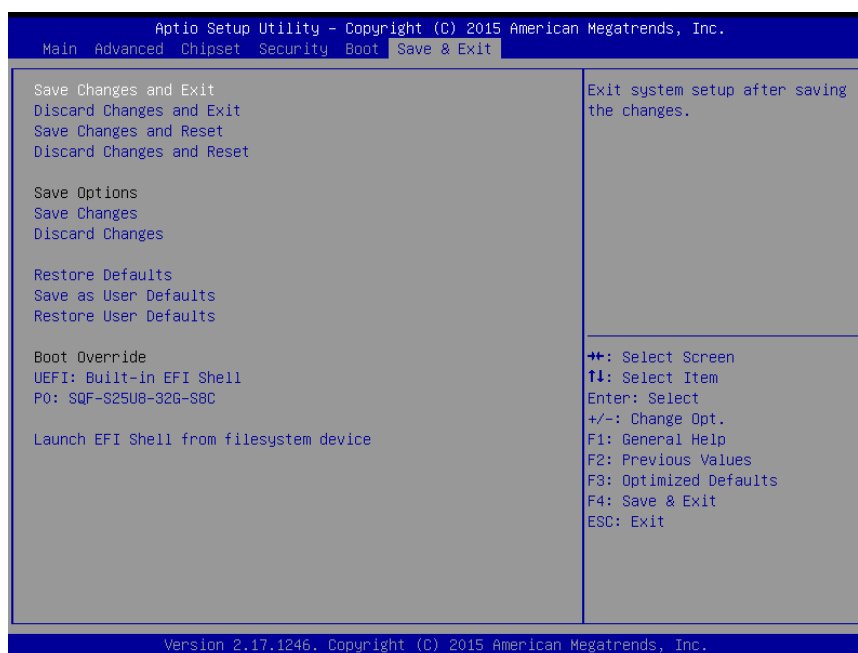 Aptio Setup Utility – Copyright (C) 2015 American Megatrends, Inc.
Main Advanced Chipset Security Boot Save & Exit
Save Changes and Exit
Discard Changes and Exit
Save Changes and Reset
Discard Changes and Reset
Save Options
Save Changes
Discard Changes
Restore Defaults
Save as User Defaults
Restore User Defaults
Boot Override
UEFI: Built-in EFI Shell
P0: SQF-S25U8-32G-S8C
Launch EFI Shell from filesystem device
Exit system setup after saving
the changes.
→←: Select Screen
↑↓: Select Item
Enter: Select
+/-: Change Opt.
F1: General Help
F2: Previous Values
F3: Optimized Defaults
F4: Save & Exit
ESC: Exit
Version 2.17.1246. Copyright (C) 2015 American Megatrends, Inc.